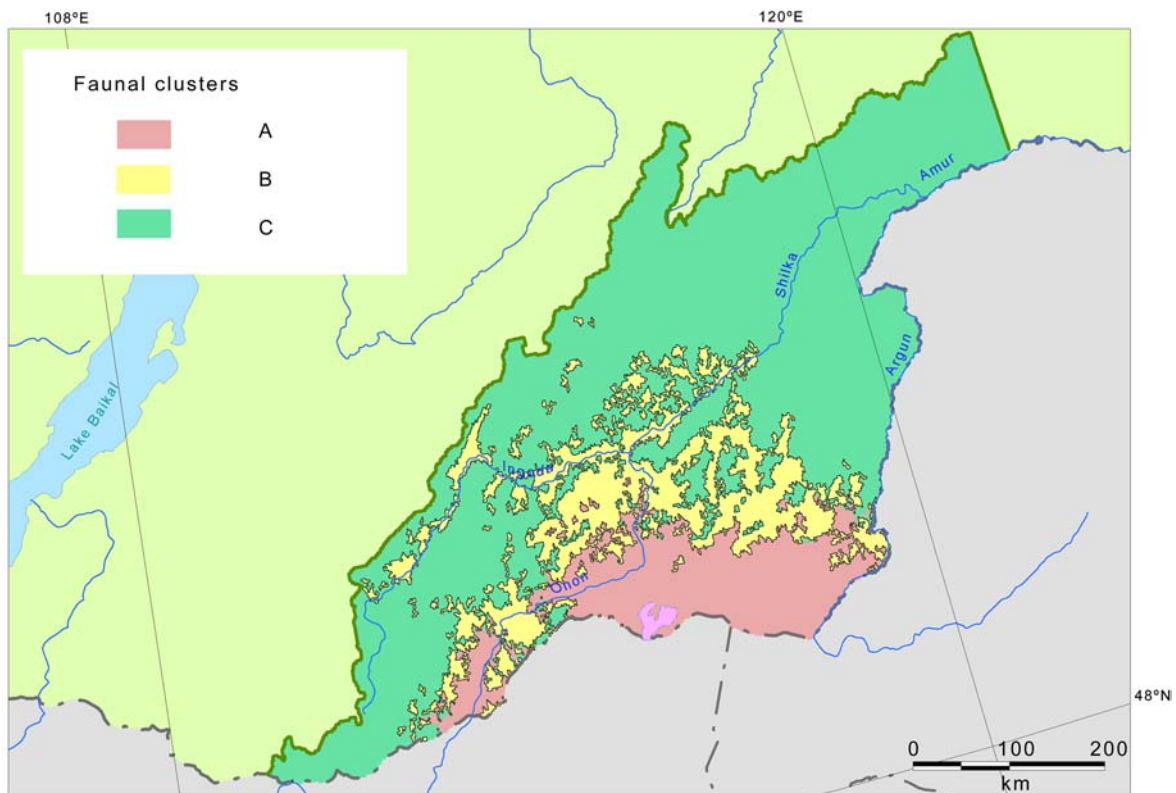 108ºE
120ºE
Faunal clusters
A
B
C
Amur
Shilka
Argun
Lake Baikal
Ingoda
Onon
48ºN
0 100 200
km